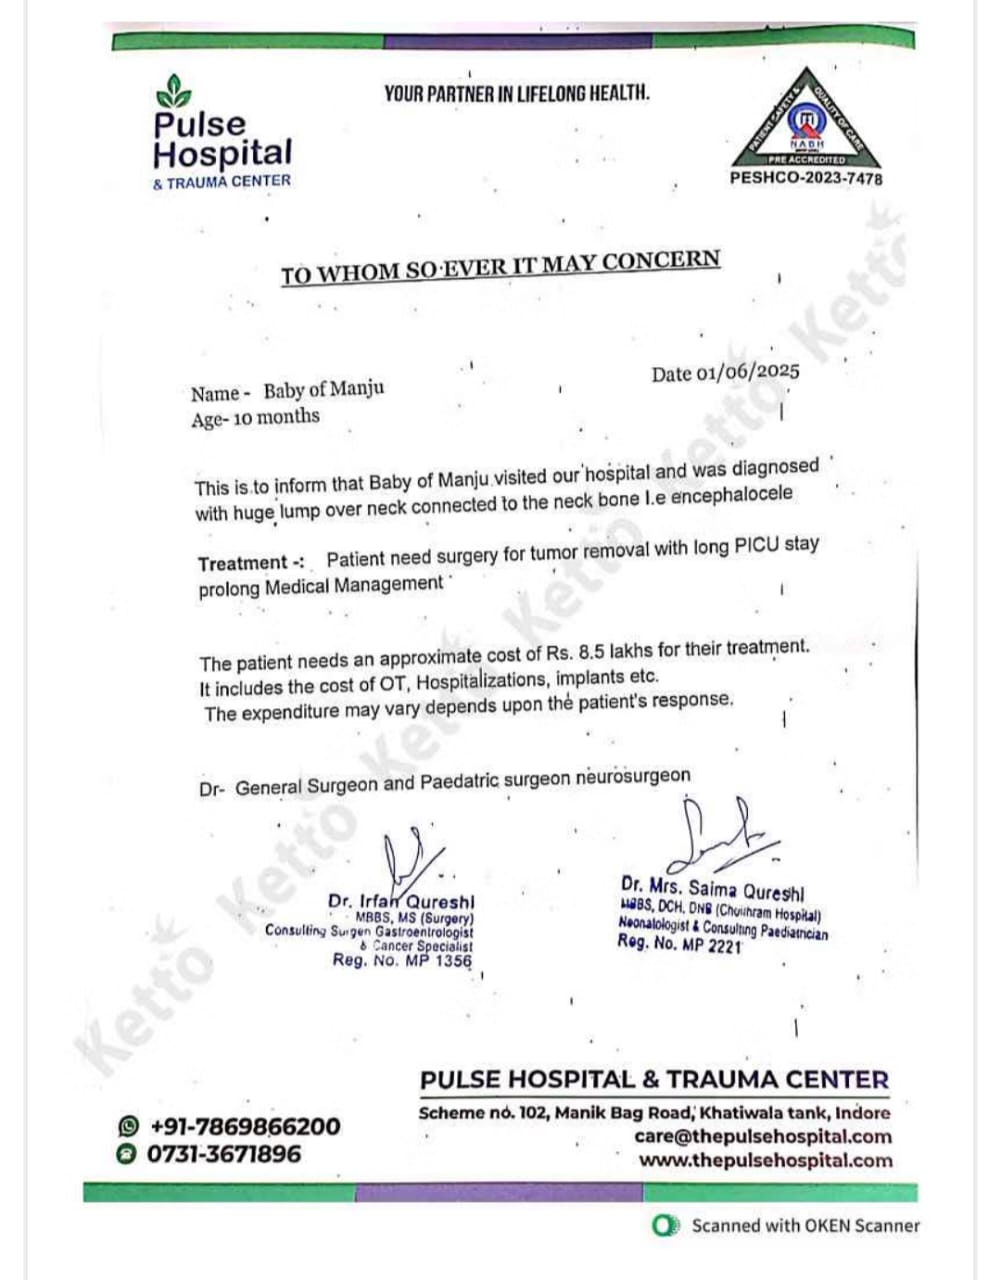 Pulse
Hospital
& TRAUMA CENTER
YOUR PARTNER IN LIFELONG HEALTH.
PATIENT SAFETY & QUALITY OF CARE
NABH
PRE ACCREDITED
PESHCO-2023-7478
TO WHOM SO EVER IT MAY CONCERN
Name - Baby of Manju
Date 01/06/2025
Age- 10 months
This is to inform that Baby of Manju visited our hospital and was diagnosed
with huge lump over neck connected to the neck bone I.e encephalocele
Treatment -: Patient need surgery for tumor removal with long PICU stay
prolong Medical Management
The patient needs an approximate cost of Rs. 8.5 lakhs for their treatment.
It includes the cost of OT, Hospitalizations, implants etc.
The expenditure may vary depends upon the patient's response.
Dr- General Surgeon and Paedatric surgeon neurosurgeon
Dr. Irfan Qureshi
MBBS, MS (Surgery)
Consulting Surgen Gastroentrologist
& Cancer Specialist
Reg. No. MP 1356
Dr. Mrs. Saima Qureshi
MBBS, DCH, DNB (Choithram Hospital)
Neonatologist & Consulting Paediatrician
Reg. No. MP 2221
PULSE HOSPITAL & TRAUMA CENTER
Scheme no. 102, Manik Bag Road, Khatiwala tank, Indore
care@thepulsehospital.com
www.thepulsehospital.com
+91-7869866200
0731-3671896
Ketto Ketto Ketto Ketto Ketto Ketto Ketto
Scanned with OKEN Scanner